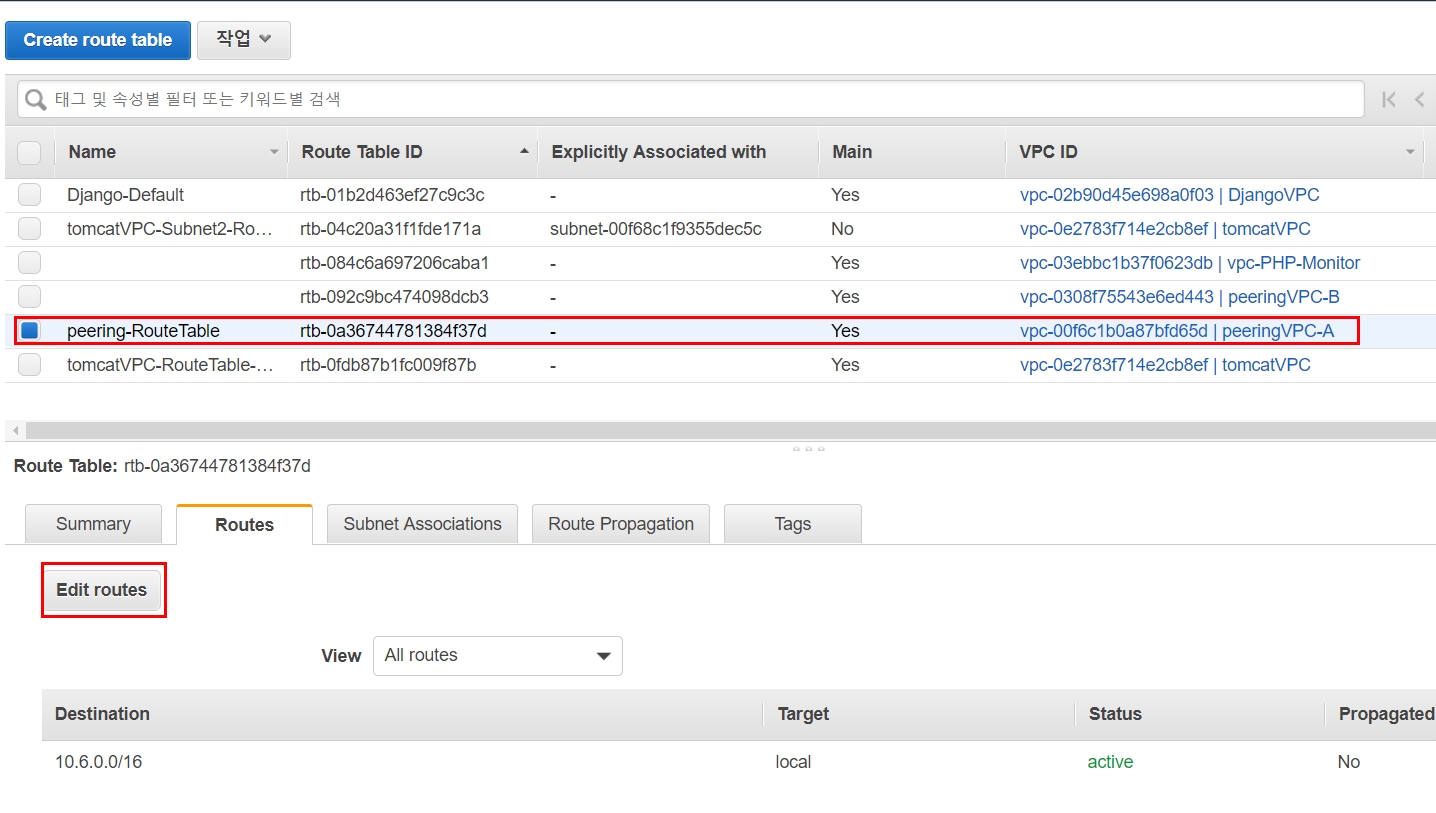 Create route table 작업
태그 및 속성별 필터 또는 키워드별 검색
Name Route Table ID Explicitly Associated with Main VPC ID
Django-Default rtb-01b2d463ef27c9c3c - Yes vpc-02b90d45e698a0f03 | DjangoVPC
tomcatVPC-Subnet2-Ro... rtb-04c20a31f1fde171a subnet-00f68c1f9355dec5c No vpc-0e2783f714e2cb8ef | tomcatVPC
rtb-084c6a697206caba1 - Yes vpc-03ebbc1b37f0623db | vpc-PHP-Monitor
rtb-092c9bc474098dcb3 - Yes vpc-0308f75543e6ed443 | peeringVPC-B
peering-RouteTable rtb-0a36744781384f37d - Yes vpc-00f6c1b0a87bfd65d | peeringVPC-A
tomcatVPC-RouteTable-... rtb-0fdb87b1fc009f87b - Yes vpc-0e2783f714e2cb8ef | tomcatVPC
Route Table: rtb-0a36744781384f37d
Summary Routes Subnet Associations Route Propagation Tags
Edit routes
View All routes
Destination Target Status Propagated
10.6.0.0/16 local active No